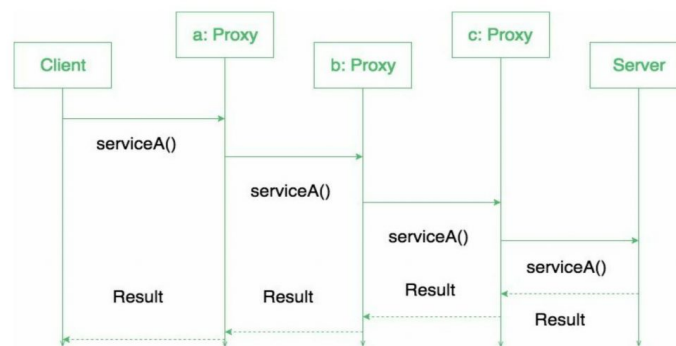 a: Proxy
c: Proxy
Client
b: Proxy
Server
serviceA()
serviceA()
serviceA()
serviceA()
Result
Result
Result
Result